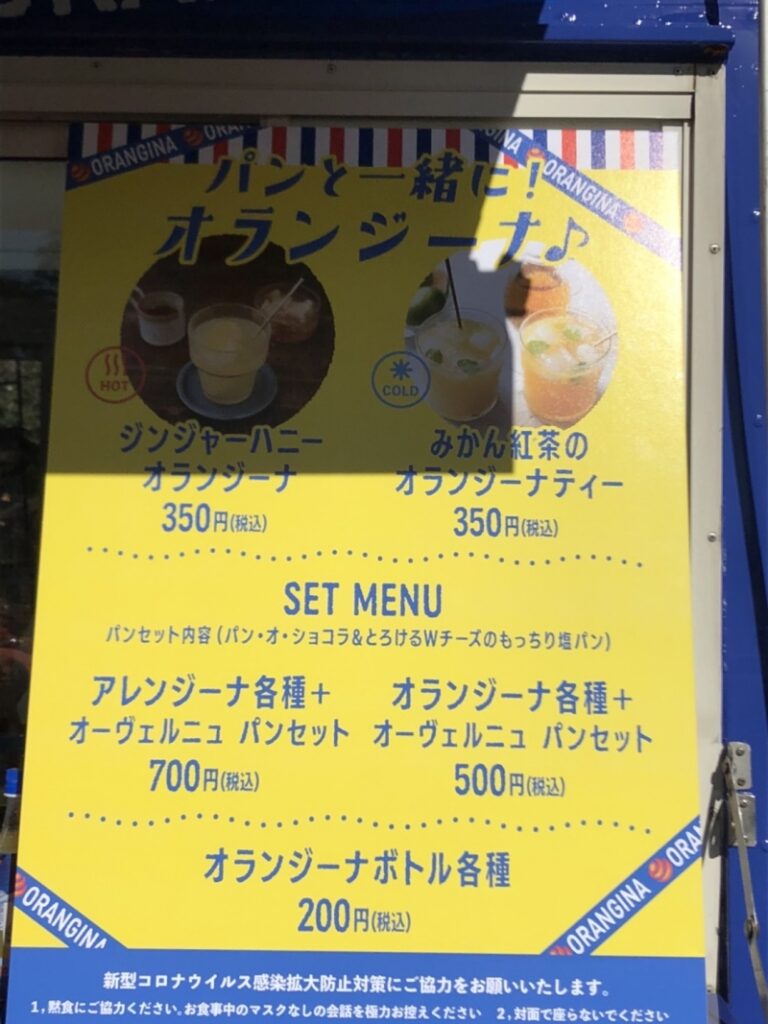 ORANGINA ORAN NGINA ORANGINA
パンと一緒に!
オランジーナ♪
HOT
COLD
ジンジャーハニー
オランジーナ
350円(税込)
みかん紅茶の
オランジーナティー
350円(税込)
SET MENU
パンセット内容(パン・オ・ショコラ&とろけるWチーズのもっちり塩パン)
アレンジーナ各種+
オーヴェルニュ パンセット
700円(税込)
オランジーナ各種+
オーヴェルニュ パンセット
500円(税込)
オランジーナボトル各種
200円(税込)
ORANGINA
ORANGINA ORA
新型コロナウイルス感染拡大防止対策にご協力をお願いいたします。
1,黙食にご協力ください。お食事中のマスクなしの会話を極力お控えください 2,対面で座らないでください